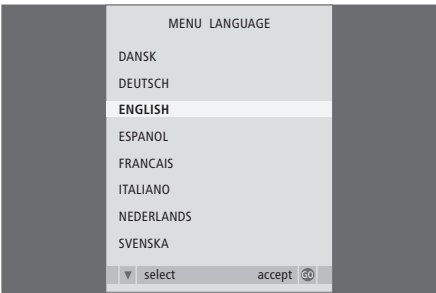 MENU LANGUAGE
DANSK
DEUTSCH
ENGLISH
ESPANOL
FRANCAIS
ITALIANO
NEDERLANDS
SVENSKA
select accept GO